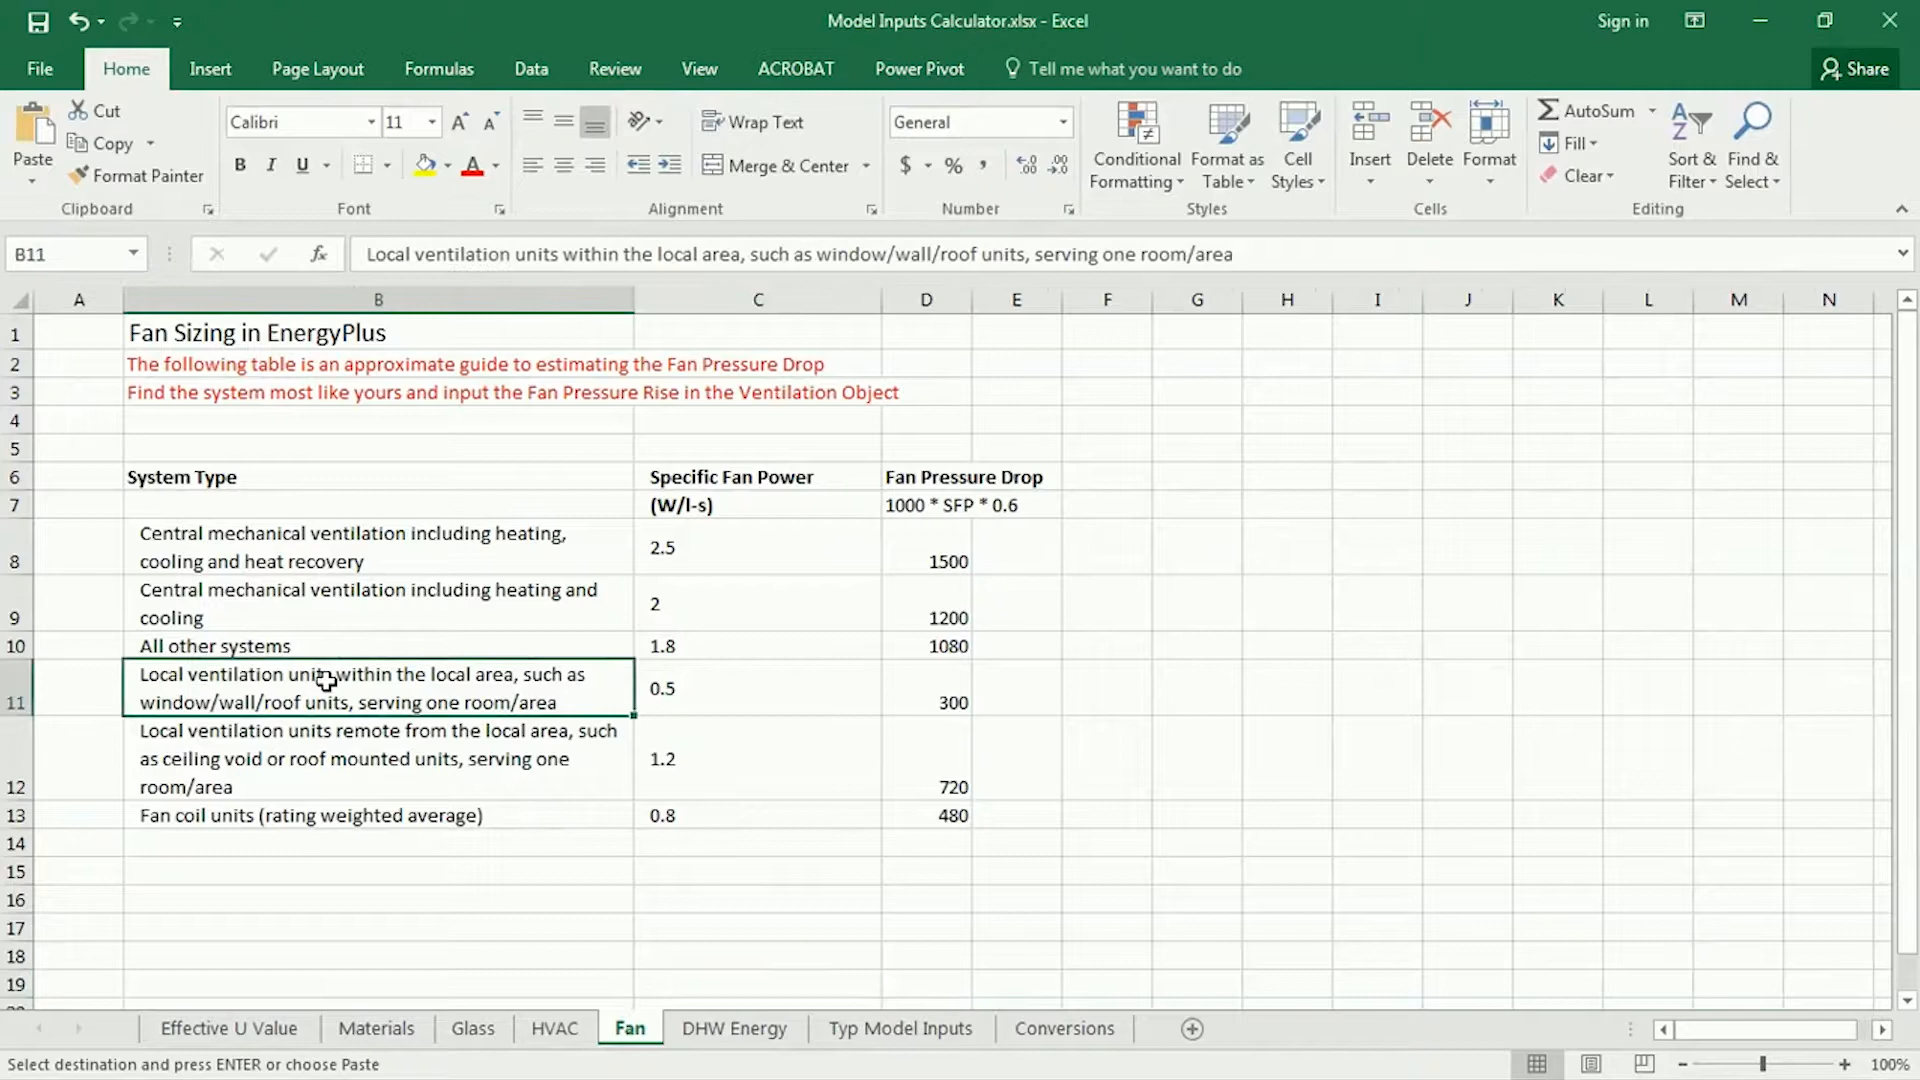 Model Inputs Calculator.xlsx - Excel
Sign in
File
Home
Insert
Page Layout
Formulas
Data
Review
View
ACROBAT
Power Pivot
Tell me what you want to do
Share
Paste
Cut
Copy
Format Painter
Clipboard
Calibri
11
B I U
Font
Wrap Text
Merge & Center
Alignment
General
$ % ,
Number
Conditional
Formatting
Format as
Table
Cell
Styles
Styles
Insert
Delete
Format
Cells
AutoSum
Fill
Clear
Sort &
Filter
Find &
Select
Editing
B11
fx
Local ventilation units within the local area, such as window/wall/roof units, serving one room/area
A B C D E F G H I J K L M N
1 Fan Sizing in EnergyPlus
2 The following table is an approximate guide to estimating the Fan Pressure Drop
3 Find the system most like yours and input the Fan Pressure Rise in the Ventilation Object
4
5
6 System Type Specific Fan Power Fan Pressure Drop
7 (W/l-s) 1000 * SFP * 0.6
Central mechanical ventilation including heating,
cooling and heat recovery
8 2.5 1500
Central mechanical ventilation including heating and
cooling
9 2 1200
10 All other systems 1.8 1080
Local ventilation units within the local area, such as
window/wall/roof units, serving one room/area
11 0.5 300
Local ventilation units remote from the local area, such
as ceiling void or roof mounted units, serving one
room/area
12 1.2 720
13 Fan coil units (rating weighted average) 0.8 480
14
15
16
17
18
19
Effective U Value
Materials
Glass
HVAC
Fan
DHW Energy
Typ Model Inputs
Conversions
Select destination and press ENTER or choose Paste
100%